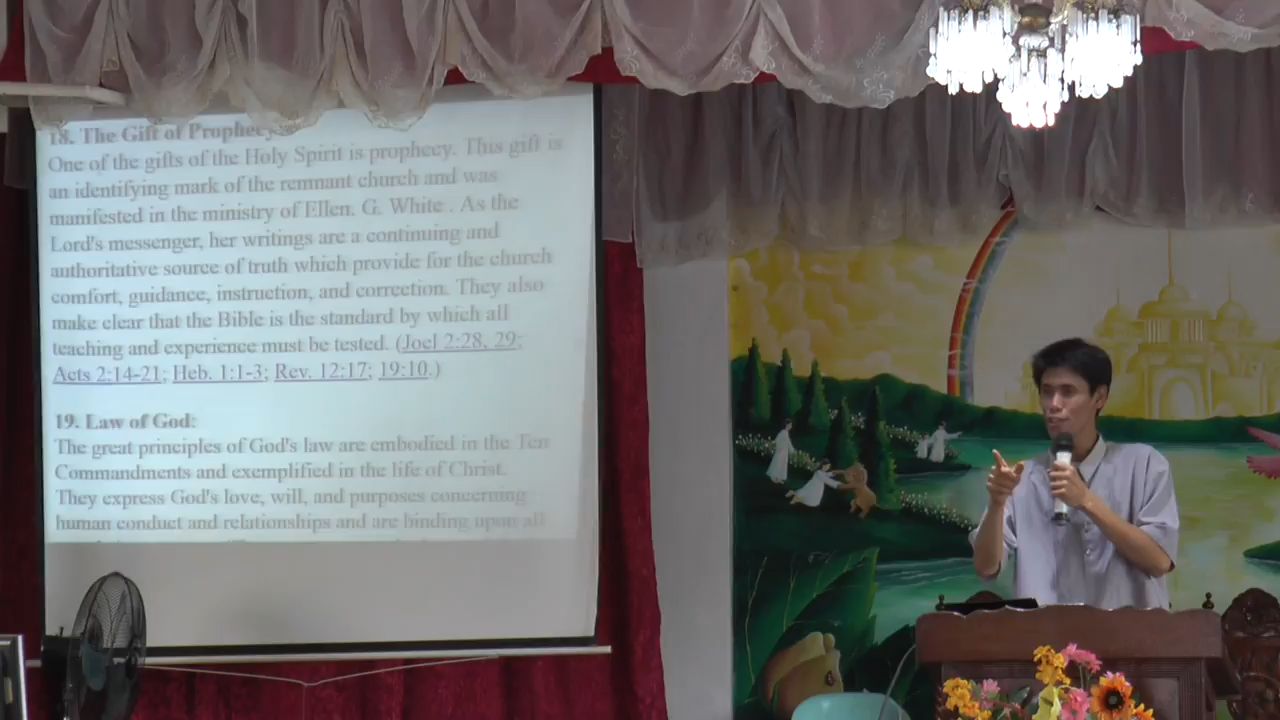 18. The Gift of Prophecy
One of the gifts of the Holy Spirit is prophecy. This gift is
an identifying mark of the remnant church and was
manifested in the ministry of Ellen. G. White . As the
Lord's messenger, her writings are a continuing and
authoritative source of truth which provide for the church
comfort, guidance, instruction, and correction. They also
make clear that the Bible is the standard by which all
teaching and experience must be tested. (Joel 2:28, 29;
Acts 2:14-21; Heb. 1:1-3; Rev. 12:17; 19:10.)
19. Law of God:
The great principles of God's law are embodied in the Ten
Commandments and exemplified in the life of Christ.
They express God's love, will, and purposes concerning
human conduct and relationships and are binding upon all